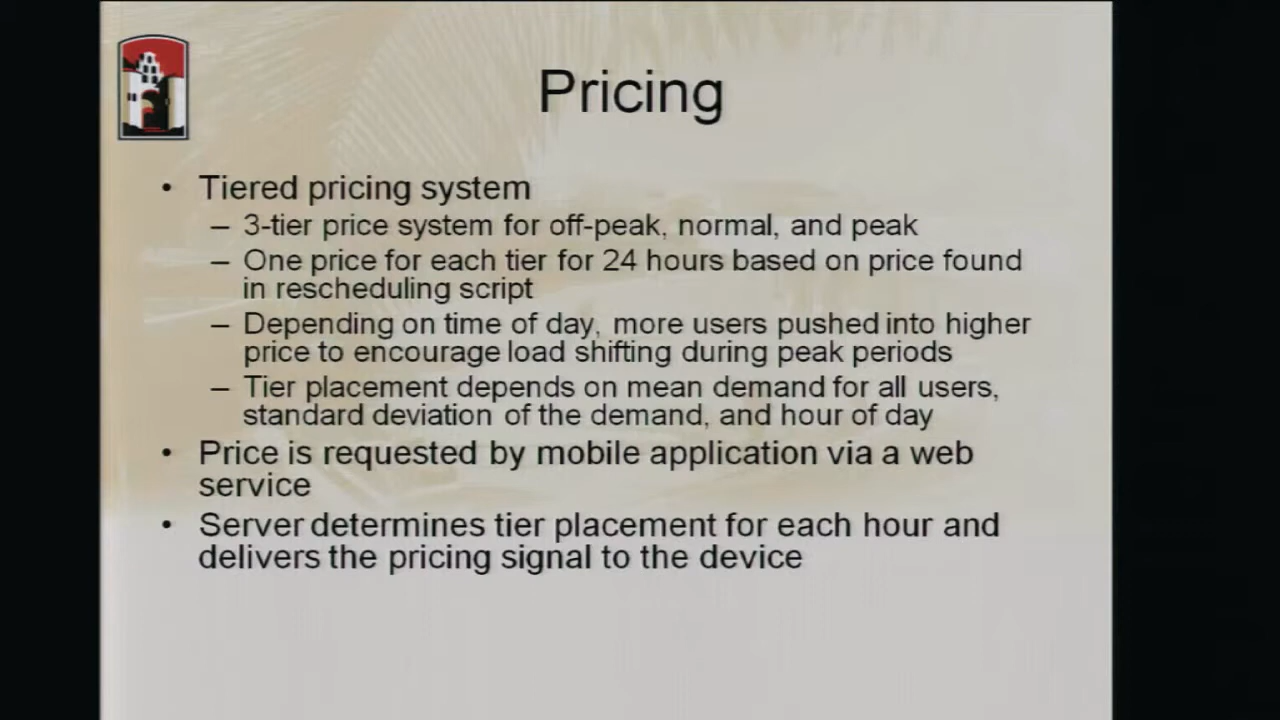 Pricing
• Tiered pricing system
– 3-tier price system for off-peak, normal, and peak
– One price for each tier for 24 hours based on price found
in rescheduling script
– Depending on time of day, more users pushed into higher
price to encourage load shifting during peak periods
– Tier placement depends on mean demand for all users,
standard deviation of the demand, and hour of day
• Price is requested by mobile application via a web
service
• Server determines tier placement for each hour and
delivers the pricing signal to the device